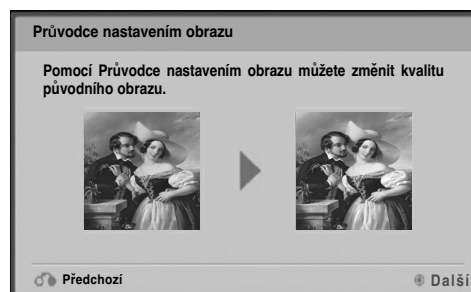 Průvodce nastavením obrazu
Pomocí Průvodce nastavením obrazu můžete změnit kvalitu
původního obrazu.
Předchozí
Další